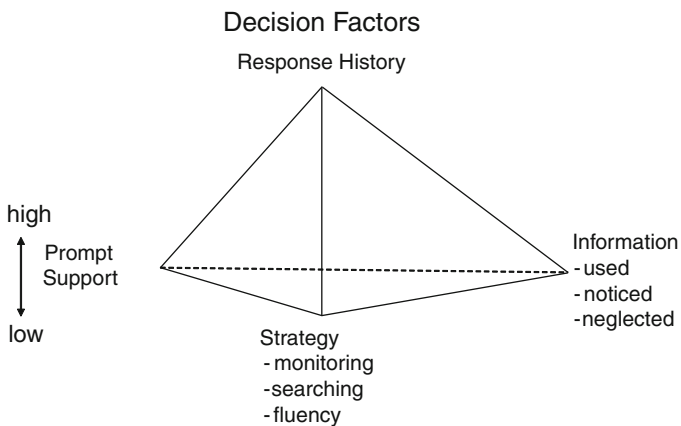 Decision Factors
Response History
high
Prompt
Support
low
Information
-used
-noticed
-neglected
Strategy
-monitoring
-searching
-fluency